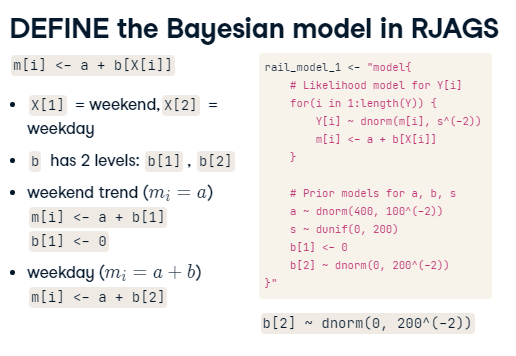 DEFINE the Bayesian model in RJAGS
m[i] <- a + b[X[i]]
• X[1] = weekend, X[2] =
weekday
• b has 2 levels: b[1] , b[2]
• weekend trend (mᵢ = a)
m[i] <- a + b[1]
b[1] <- 0
• weekday (mᵢ = a + b)
m[i] <- a + b[2]
rail_model_1 <- "model{
# Likelihood model for Y[i]
for(i in 1:length(Y)) {
Y[i] ~ dnorm(m[i], s^(-2))
m[i] <- a + b[X[i]]
}
# Prior models for a, b, s
a ~ dnorm(400, 100^(-2))
s ~ dunif(0, 200)
b[1] <- 0
b[2] ~ dnorm(0, 200^(-2))
}"
b[2] ~ dnorm(0, 200^(-2))